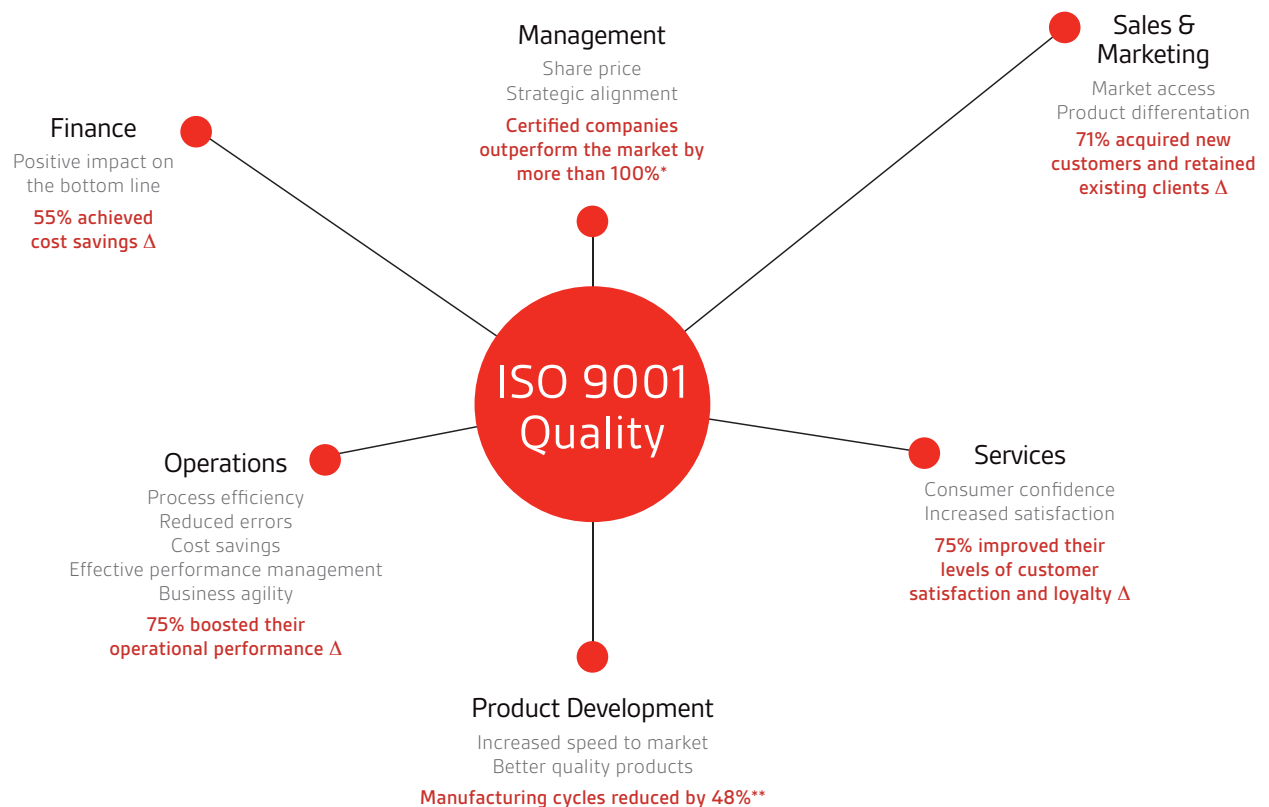 Management
Share price
Strategic alignment
Certified companies
outperform the market by
more than 100%*
Sales &
Marketing
Market access
Product differentation
71% acquired new
customers and retained
existing clients Δ
Finance
Positive impact on
the bottom line
55% achieved
cost savings Δ
ISO 9001
Quality
Operations
Process efficiency
Reduced errors
Cost savings
Effective performance management
Business agility
75% boosted their
operational performance Δ
Services
Consumer confidence
Increased satisfaction
75% improved their
levels of customer
satisfaction and loyalty Δ
Product Development
Increased speed to market
Better quality products
Manufacturing cycles reduced by 48%**